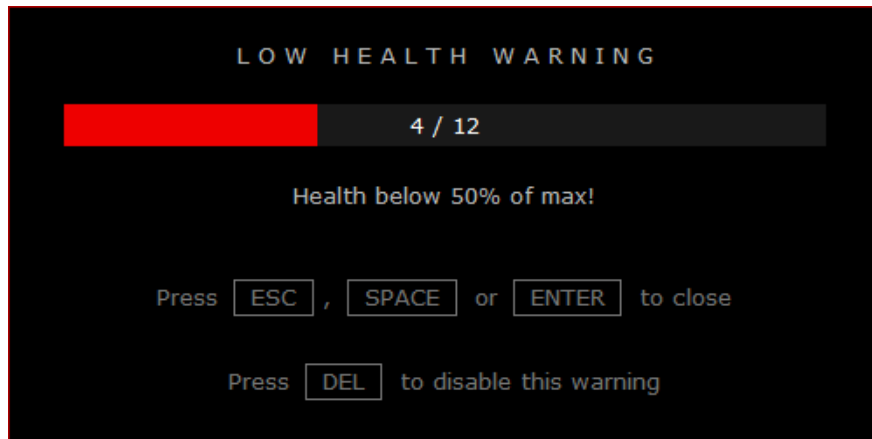 LOW HEALTH WARNING
4 / 12
Health below 50% of max!
Press ESC , SPACE or ENTER to close
Press DEL to disable this warning